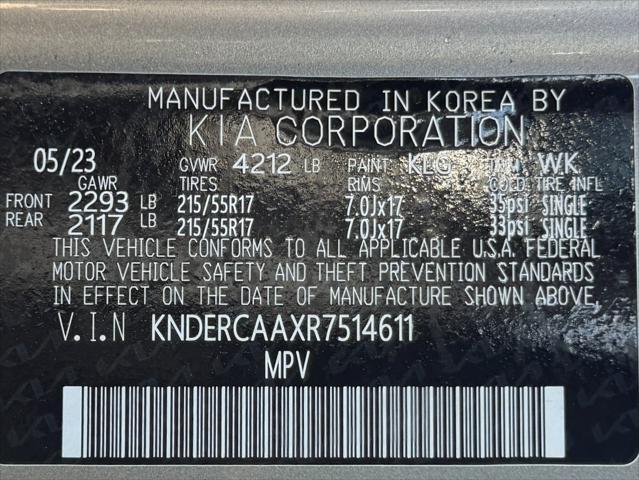 MANUFACTURED IN KOREA BY
KIA CORPORATION
05/23 GVWR 4212 LB PAINT KLG TRIM WK
GAWR TIRES RIMS COLD TIRE INFL
FRONT 2293 LB 215/55R17 7.0Jx17 35psi SINGLE
REAR 2117 LB 215/55R17 7.0Jx17 33psi SINGLE
THIS VEHICLE CONFORMS TO ALL APPLICABLE U.S.A. FEDERAL
MOTOR VEHICLE SAFETY AND THEFT PREVENTION STANDARDS
IN EFFECT ON THE DATE OF MANUFACTURE SHOWN ABOVE.
V.I.N KNDERCAAXR7514611
MPV